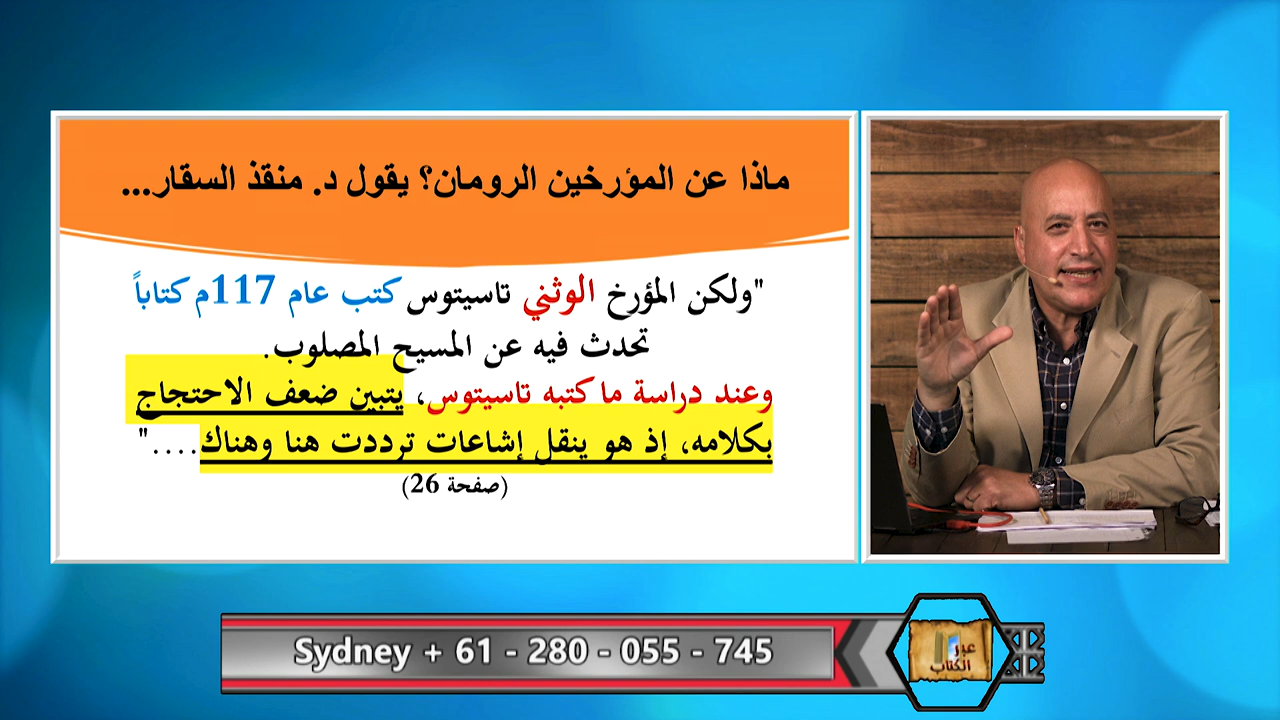 ماذا عن المؤرخين الرومان؟ يقول د. منقذ السقار...
"ولكن المؤرخ الوثني تاسيتوس كتب عام 117م كتاباً
تحدث فيه عن المسيح المصلوب.
وعند دراسة ما كتبه تاسيتوس، يتبين ضعف الاحتجاج
بكلامه، إذ هو ينقل إشاعات ترددت هنا وهناك...."
(صفحة 26)
Sydney + 61 - 280 - 055 - 745
عبر
الكتاب